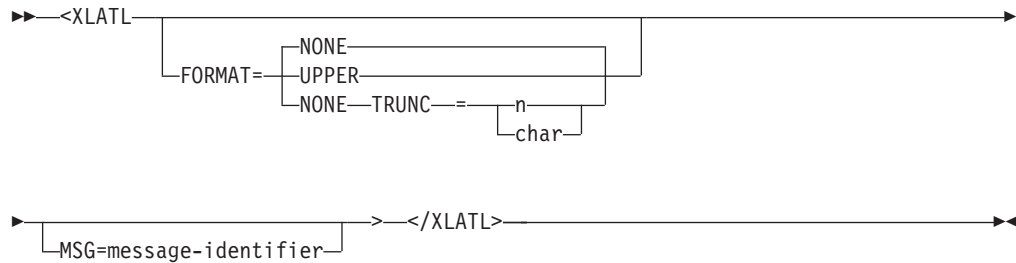 <XLATL
NONE
FORMAT= UPPER
NONE TRUNC = n
char
> </XLATL>
MSG=message-identifier